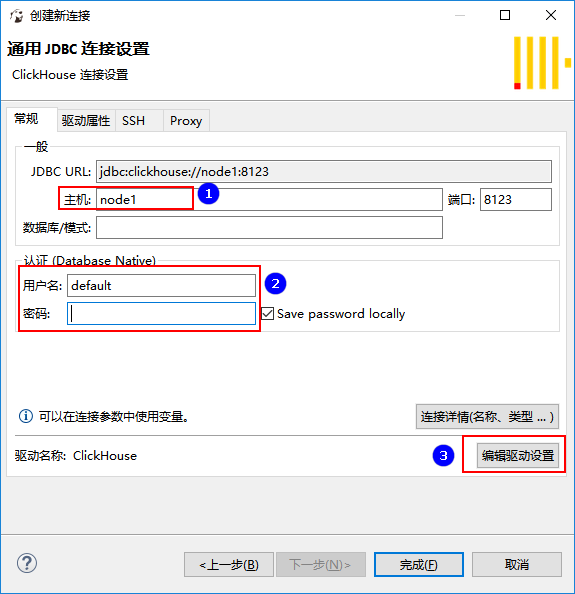 创建新连接
通用 JDBC 连接设置
ClickHouse 连接设置
常规 驱动属性 SSH Proxy
一般
JDBC URL: jdbc:clickhouse://node1:8123
主机: node1 1 端口: 8123
数据库/模式:
认证 (Database Native)
用户名: default 2
密码: Save password locally
可以在连接参数中使用变量。 连接详情(名称、类型 ... )
驱动名称: ClickHouse 3 编辑驱动设置
? <上一步(B) 下一步(N)> 完成(F) 取消